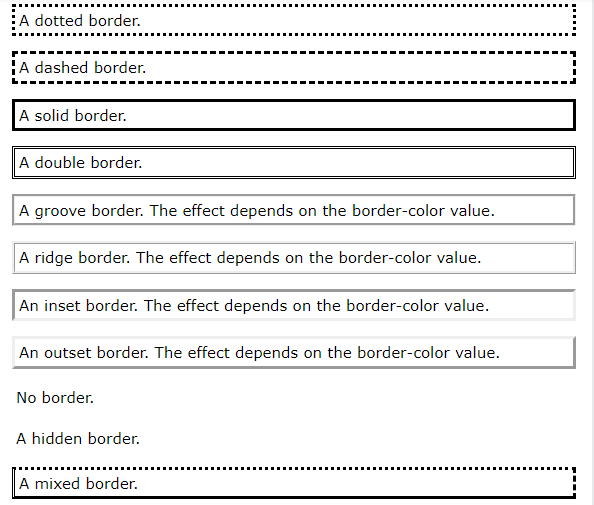 A dotted border.
A dashed border.
A solid border.
A double border.
A groove border. The effect depends on the border-color value.
A ridge border. The effect depends on the border-color value.
An inset border. The effect depends on the border-color value.
An outset border. The effect depends on the border-color value.
No border.
A hidden border.
A mixed border.